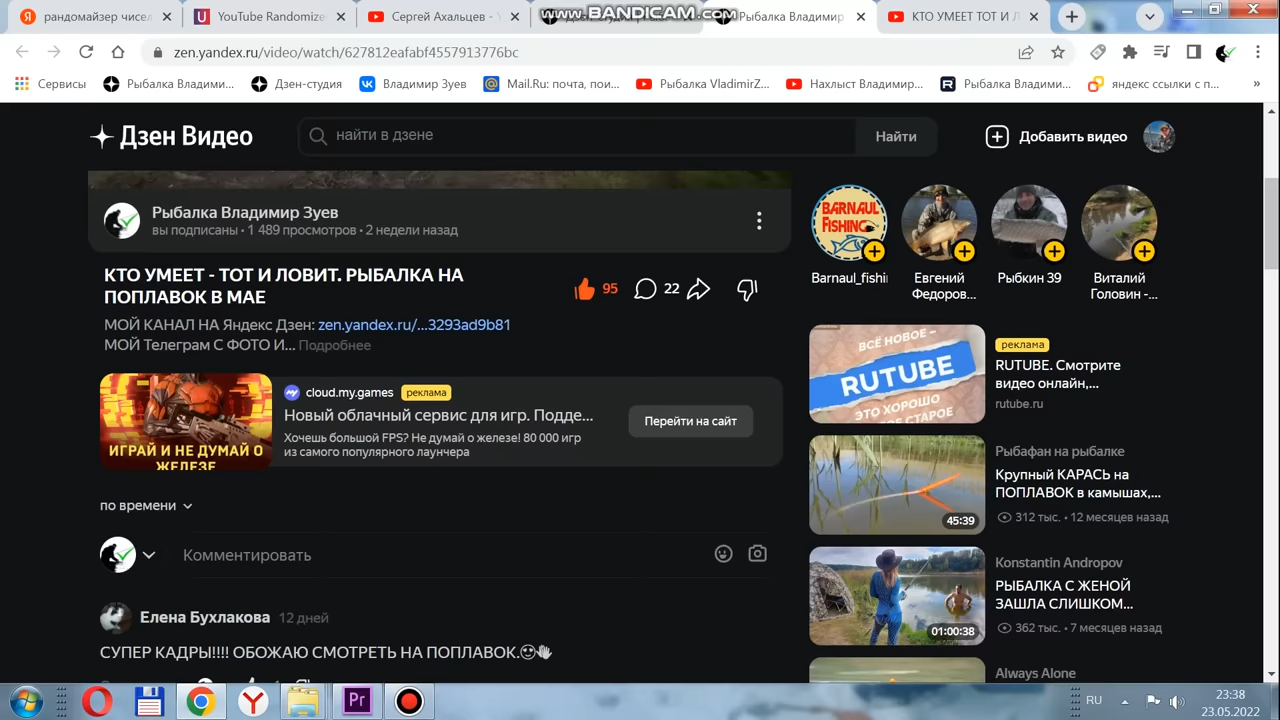 рандомайзер чисел
YouTube Randomize
Сергей Ахальцев
www.BANDICAM.com
Рыбалка Владимир
КТО УМЕЕТ ТОТ И Л
zen.yandex.ru/video/watch/627812eafabf4557913776bc
Сервисы
Рыбалка Владими...
Дзен-студия
Владимир Зуев
Mail.Ru: почта, пои...
Рыбалка VladimirZ...
Нахлыст Владимир...
Рыбалка Владими...
яндекс ссылки с п...
»
Дзен Видео
найти в дзене
Найти
Добавить видео
Рыбалка Владимир Зуев
вы подписаны • 1 489 просмотров • 2 недели назад
КТО УМЕЕТ - ТОТ И ЛОВИТ. РЫБАЛКА НА
ПОПЛАВОК В МАЕ
95
22
МОЙ КАНАЛ НА Яндекс Дзен: zen.yandex.ru/...3293ad9b81
МОЙ Телеграм С ФОТО И... Подробнее
ИГРАЙ И НЕ ДУМАЙ О
ЖЕЛЕЗЕ
cloud.my.games
реклама
Новый облачный сервис для игр. Подде...
Хочешь большой FPS? Не думай о железе! 80 000 игр
из самого популярного лаунчера
Перейти на сайт
по времени
Комментировать
Елена Бухлакова 12 дней
СУПЕР КАДРЫ!!!! ОБОЖАЮ СМОТРЕТЬ НА ПОПЛАВОК.
BARNAUL
FISHING
Barnaul_fishi
Евгений
Федоров...
Рыбкин 39
Виталий
Головин -...
ВСЁ НОВОЕ –
RUTUBE
ЭТО ХОРОШО
ОЕ СТАРОЕ
реклама
RUTUBE. Смотрите
видео онлайн,...
rutube.ru
45:39
Рыбафан на рыбалке
Крупный КАРАСЬ на
ПОПЛАВОК в камышах,...
312 тыс. • 12 месяцев назад
01:00:38
Konstantin Andropov
РЫБАЛКА С ЖЕНОЙ
ЗАШЛА СЛИШКОМ...
362 тыс. • 7 месяцев назад
Always Alone
Pr
RU
23:38
23.05.2022